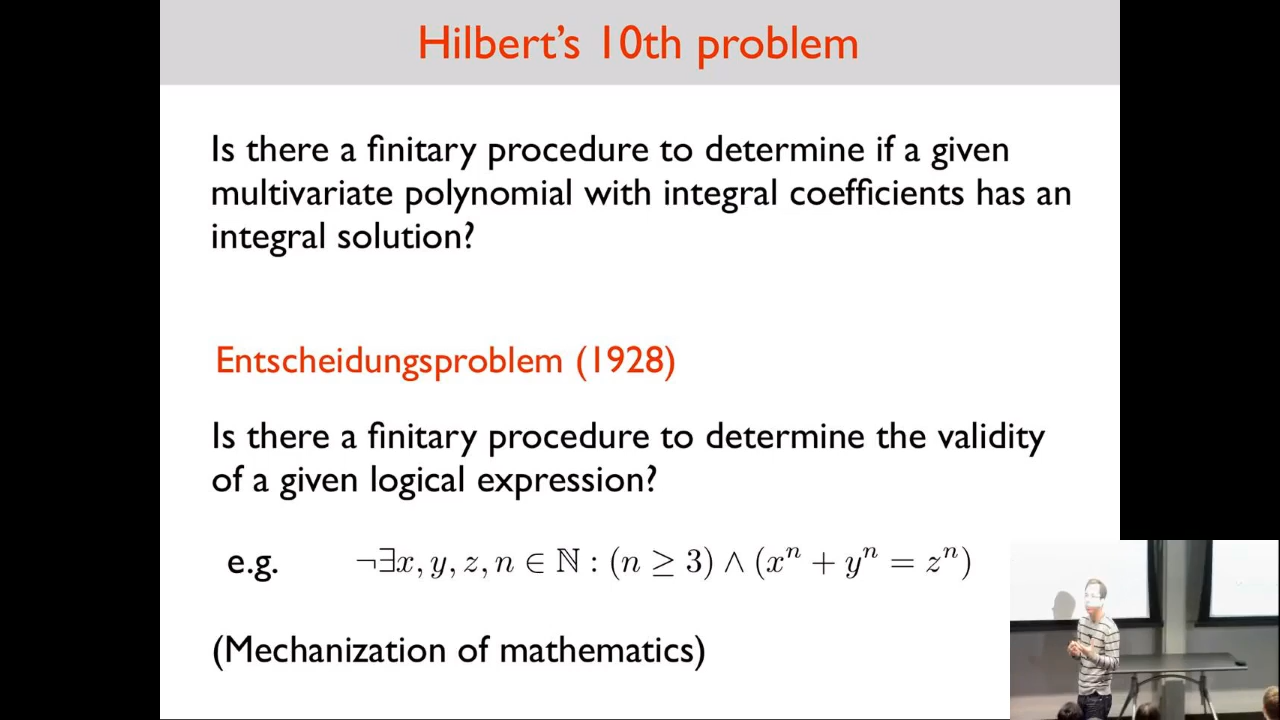 Hilbert’s 10th problem
Is there a finitary procedure to determine if a given
multivariate polynomial with integral coefficients has an
integral solution?
Entscheidungsproblem (1928)
Is there a finitary procedure to determine the validity
of a given logical expression?
e.g. ¬∃x, y, z, n ∈ ℕ : (n ≥ 3) ∧ (xⁿ + yⁿ = zⁿ)
(Mechanization of mathematics)